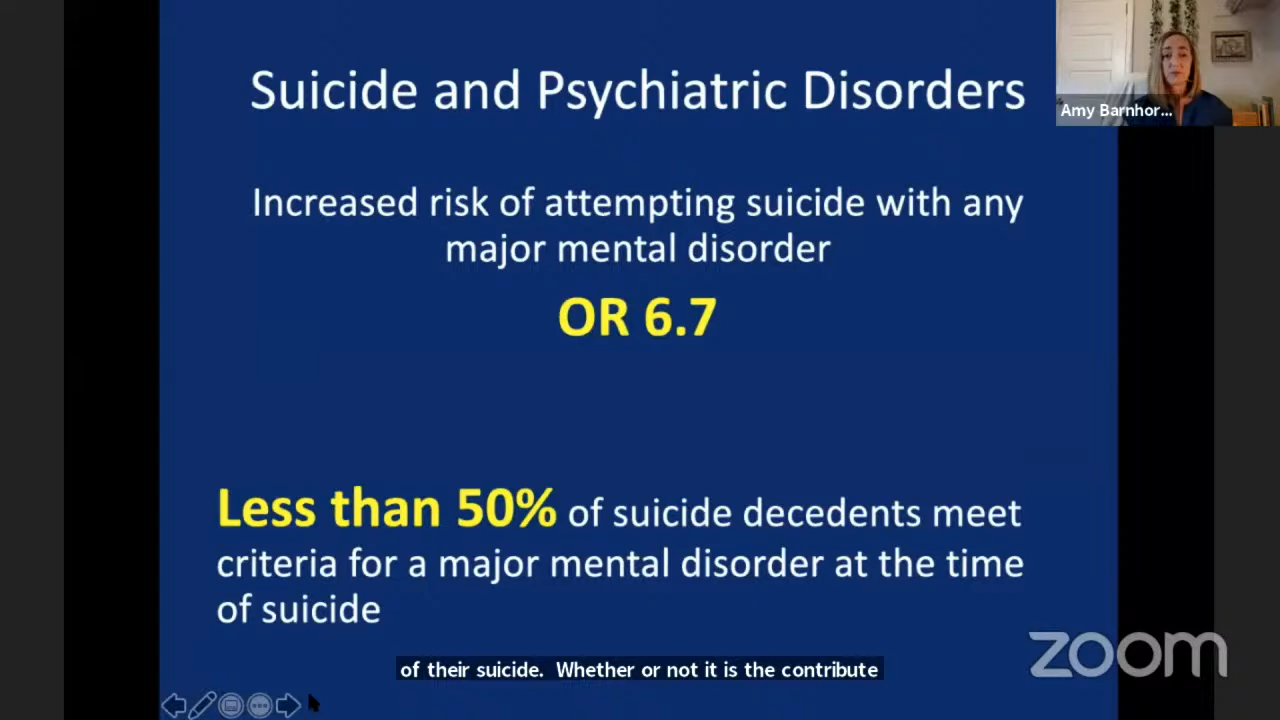 Suicide and Psychiatric Disorders
Amy Barnhor...
Increased risk of attempting suicide with any
major mental disorder
OR 6.7
Less than 50% of suicide decedents meet
criteria for a major mental disorder at the time
of suicide
of their suicide. Whether or not it is the contribute
zoom